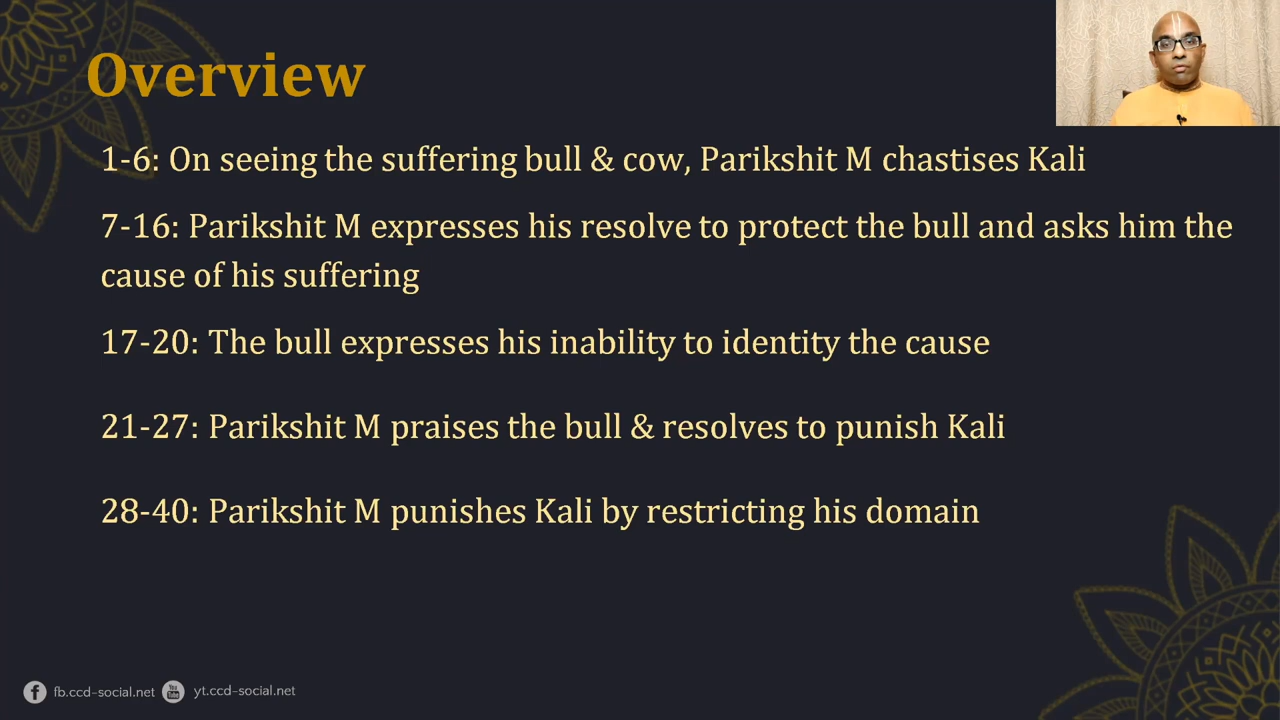 Overview
1-6: On seeing the suffering bull & cow, Parikshit M chastises Kali
7-16: Parikshit M expresses his resolve to protect the bull and asks him the
cause of his suffering
17-20: The bull expresses his inability to identity the cause
21-27: Parikshit M praises the bull & resolves to punish Kali
28-40: Parikshit M punishes Kali by restricting his domain
f fb.ccd-social.net You Tube yt.ccd-social.net